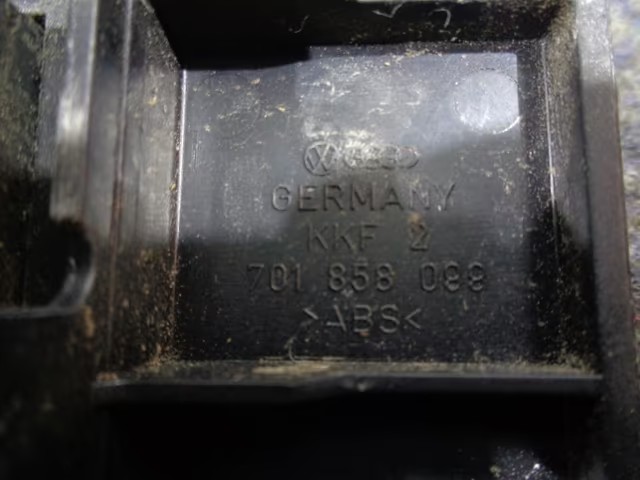 GERMANY
KKF 2
701 858 099
>ABS<